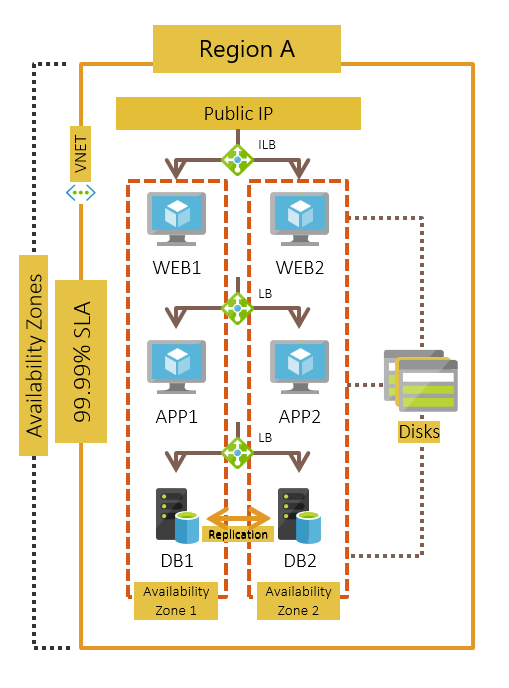 Region A
Public IP
VNET
ILB
WEB1
WEB2
Availability Zones
99.99% SLA
LB
APP1
APP2
Disks
LB
Replication
DB1
DB2
Availability
Zone 1
Availability
Zone 2